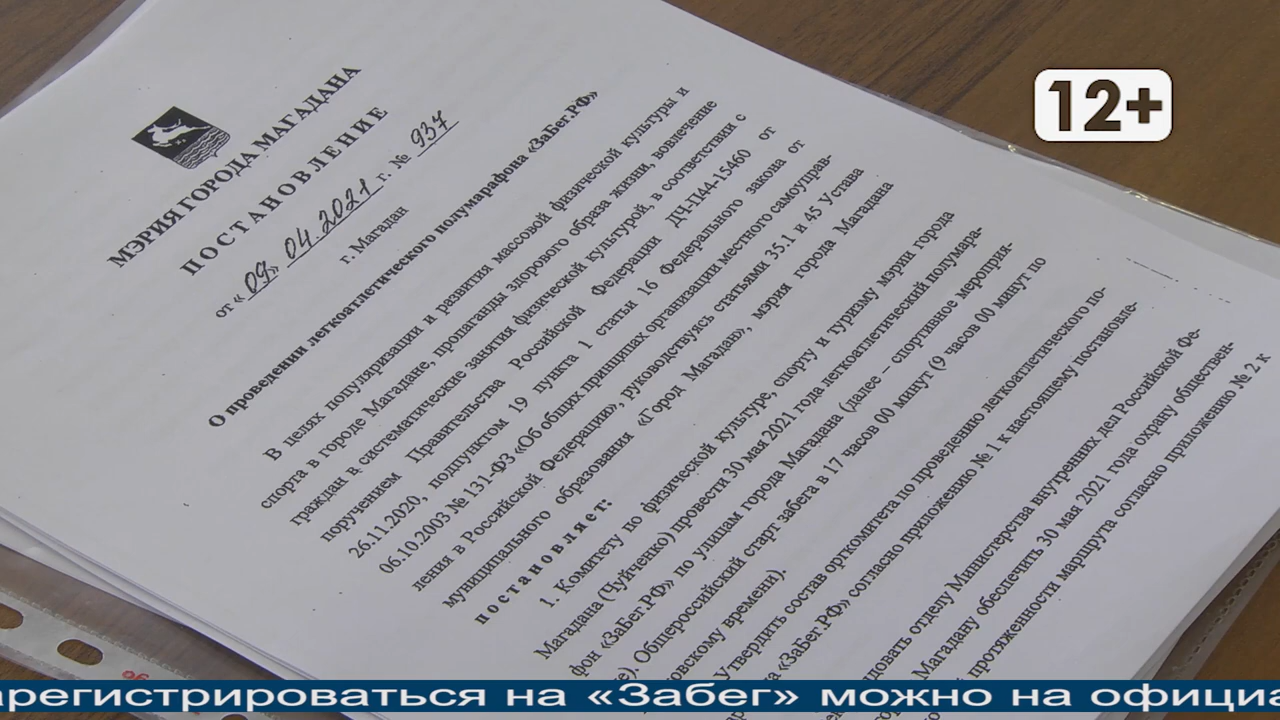 12+
МЭРИЯ ГОРОДА МАГАДАНА
ПОСТАНОВЛЕНИЕ
от «09» 04 2021 г. № 937
г. Магадан
О проведении легкоатлетического полумарафона «ЗаБег.РФ»
В целях популяризации и развития массовой физической культуры и
спорта в городе Магадане, пропаганды здорового образа жизни, вовлечение
граждан в систематические занятия физической культурой, в соответствии с
поручением Правительства Российской Федерации ДЧ-П44-15460 от
26.11.2020, подпунктом 19 пункта 1 статьи 16 Федерального закона от
06.10.2003 № 131-ФЗ «Об общих принципах организации местного самоуправ-
ления в Российской Федерации», руководствуясь статьями 35.1 и 45 Устава
муниципального образования «Город Магадан», мэрия города Магадана
постановляет:
1. Комитету по физической культуре, спорту и туризму мэрии города
Магадана (Чуйченко) провести 30 мая 2021 года легкоатлетический полумара-
фон «ЗаБег.РФ» по улицам города Магадана (далее – спортивное мероприя-
е). Общероссийский старт забега в 17 часов 00 минут (9 часов 00 минут по
овскому времени).
Утвердить состав оргкомитета по проведению легкоатлетического по-
на «ЗаБег.РФ» согласно приложению № 1 к настоящему постановле-
ндовать отделу Министерства внутренних дел Российской Фе-
Магадану обеспечить 30 мая 2021 года охрану обществен-
протяженности маршрута согласно приложению № 2 к
арегистрироваться на «Забег» можно на официа